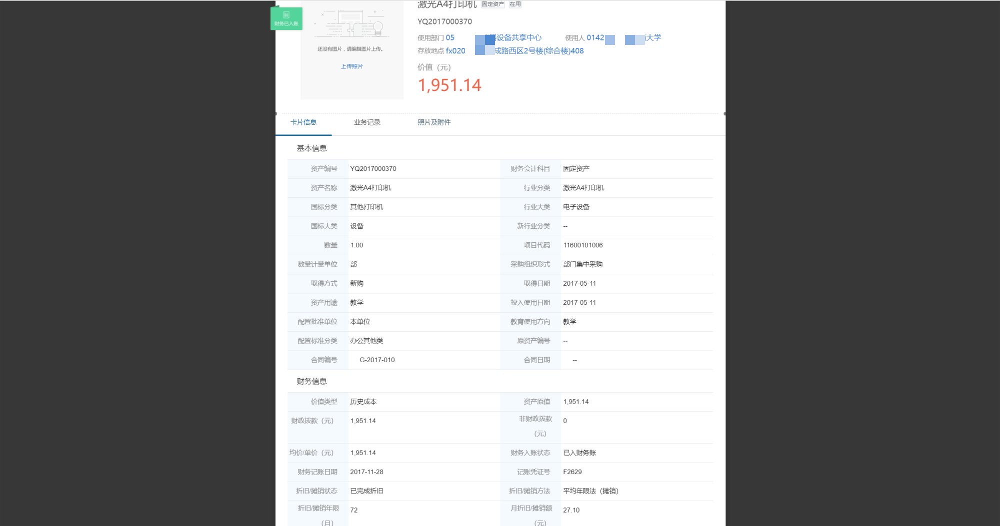 激光A4打印机 固定资产 在用
财务已入账
YQ2017000370
使用部门 05 设备共享中心 使用人 0142 大学
还没有图片，请编辑图片上传。
存放地点 fx020 成路西区2号楼(综合楼)408
上传照片
价值（元）
1,951.14
卡片信息 业务记录 照片及附件
基本信息
资产编号 YQ2017000370 财务会计科目 固定资产
资产名称 激光A4打印机 行业分类 激光A4打印机
国标分类 其他打印机 行业大类 电子设备
国标大类 设备 新行业分类 --
数量 1.00 项目代码 11600101006
数量计量单位 部 采购组织形式 部门集中采购
取得方式 新购 取得日期 2017-05-11
资产用途 教学 投入使用日期 2017-05-11
配置批准单位 本单位 教育使用方向 教学
配置标准分类 办公其他类 原资产编号 --
合同编号 G-2017-010 合同日期 --
财务信息
价值类型 历史成本 资产原值 1,951.14
财政拨款（元） 1,951.14 非财政拨款（元） 0
均价/单价（元） 1,951.14 财务入账状态 已入财务账
财务记账日期 2017-11-28 记账凭证号 F2629
折旧/摊销状态 已完成折旧 折旧/摊销方法 平均年限法（摊销）
折旧/摊销年限（月） 72 月折旧/摊销额（元） 27.10